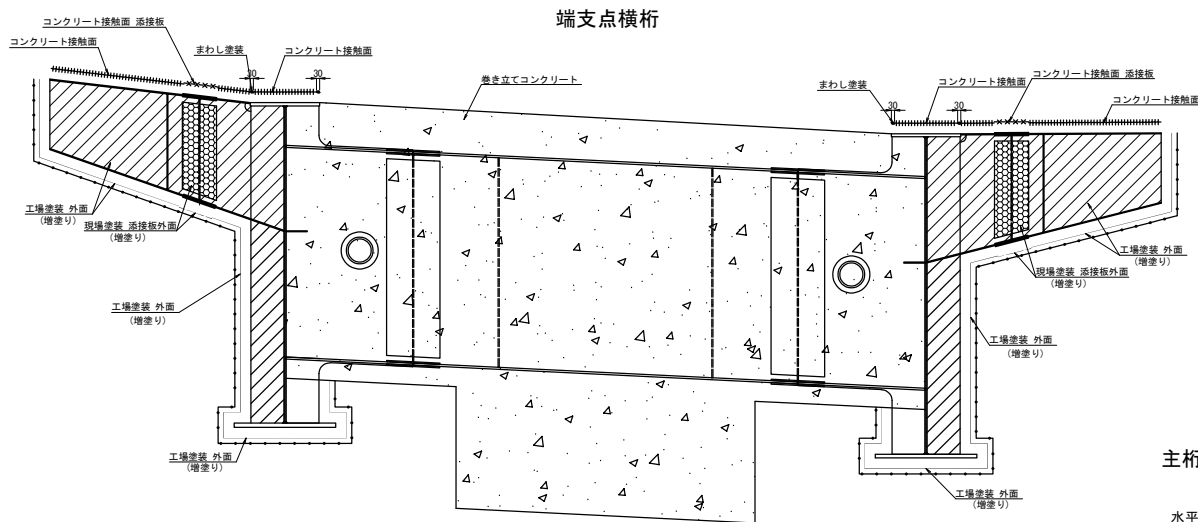 端支点横桁
コンクリート接触面 添接板
コンクリート接触面
まわし塗装
コンクリート接触面
30
30
巻き立てコンクリート
まわし塗装
30
コンクリート接触面
30
コンクリート接触面 添接板
コンクリート接触面
工場塗装 外面
(増塗り)
現場塗装 添接板外面
(増塗り)
工場塗装 外面
(増塗り)
工場塗装 外面
(増塗り)
工場塗装 外面
(増塗り)
現場塗装 添接板外面
(増塗り)
工場塗装 外面
(増塗り)
工場塗装 外面
(増塗り)
主桁
水平